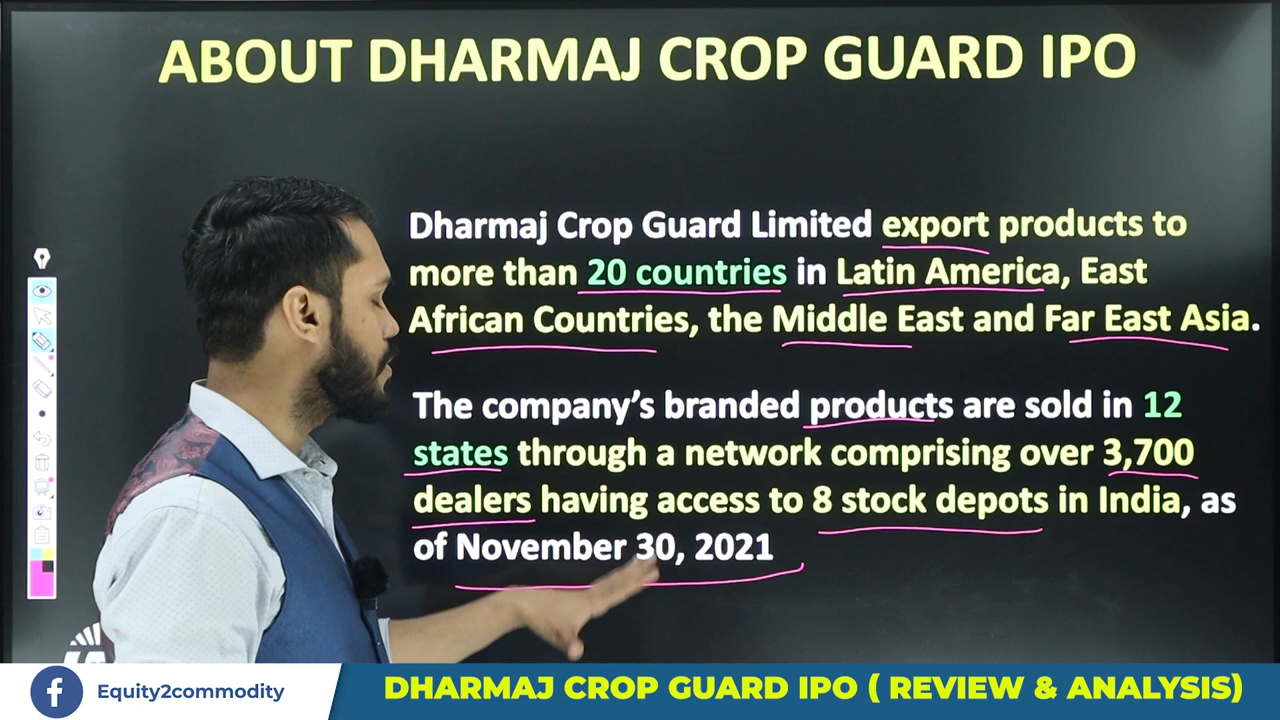 ABOUT DHARMAJ CROP GUARD IPO
Dharmaj Crop Guard Limited export products to
more than 20 countries in Latin America, East
African Countries, the Middle East and Far East Asia.
The company's branded products are sold in 12
states through a network comprising over 3,700
dealers having access to 8 stock depots in India, as
of November 30, 2021
Equity2commodity
DHARMAJ CROP GUARD IPO ( REVIEW & ANALYSIS)